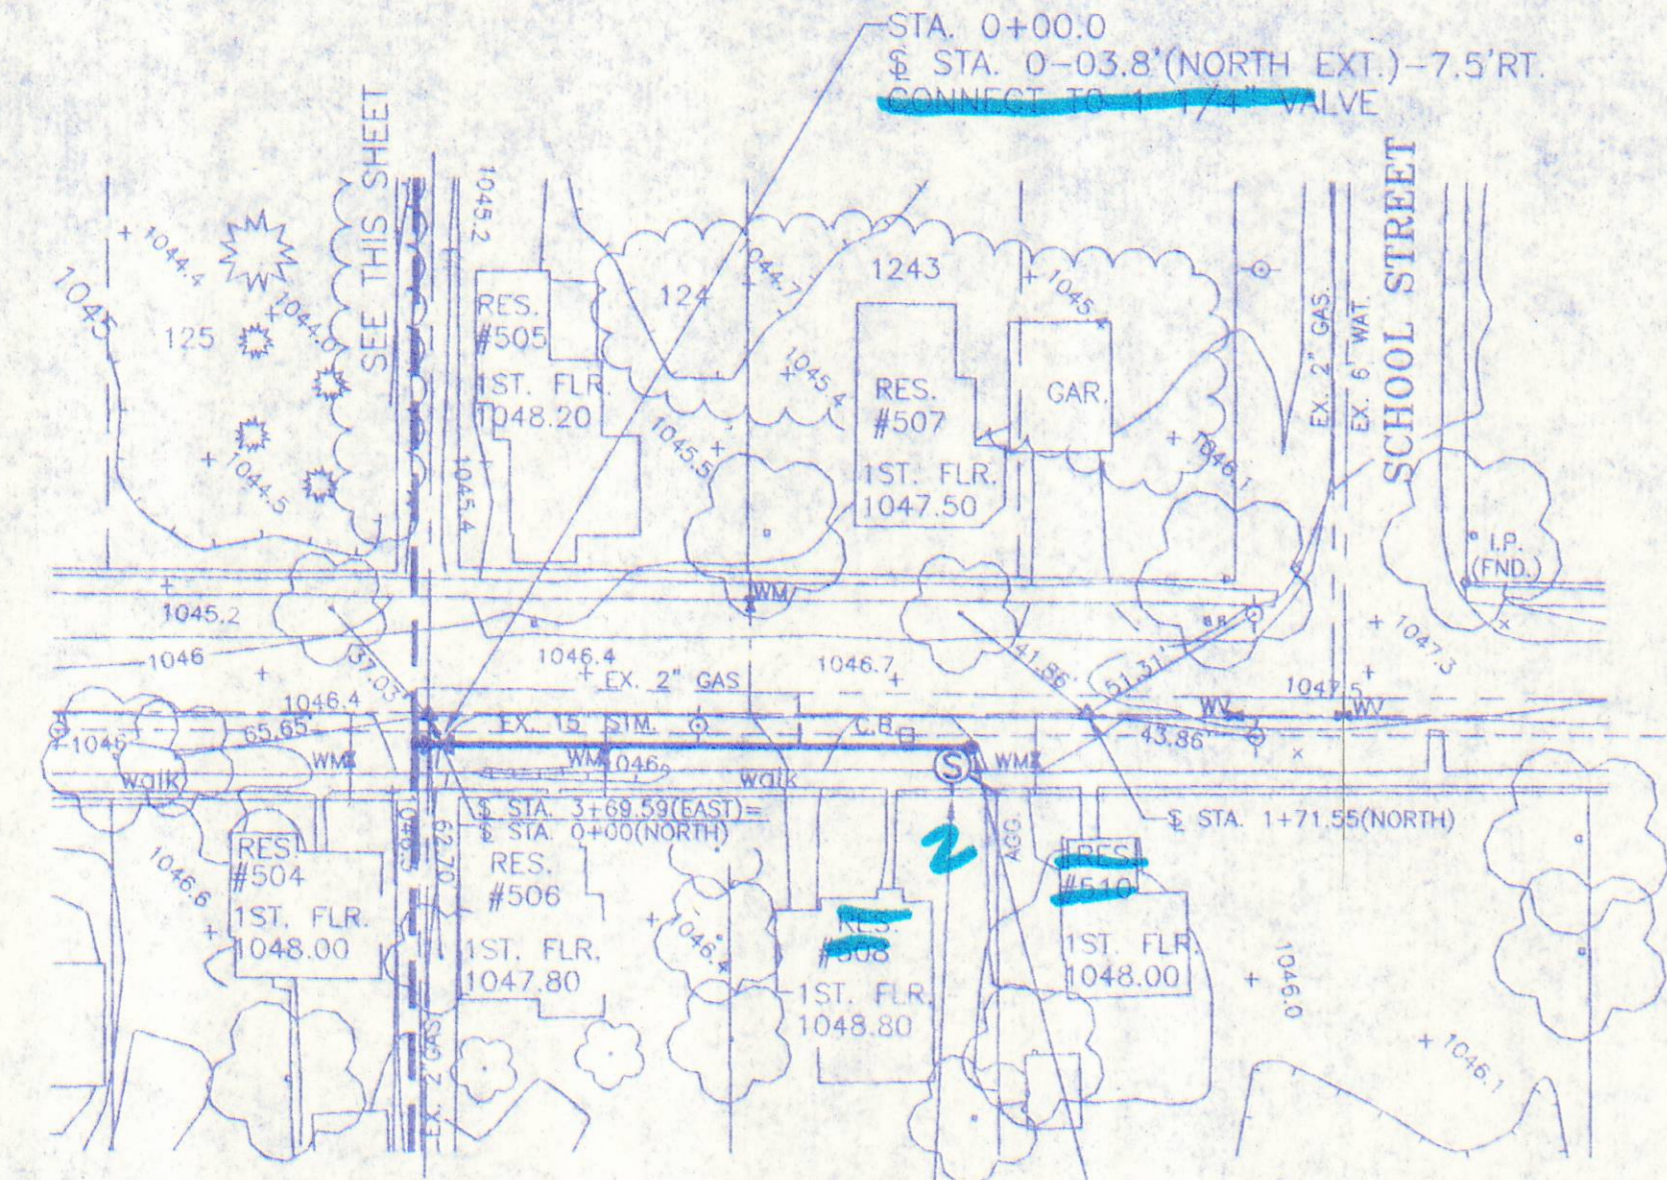 STA. 0+00.0
℄ STA. 0-03.8'(NORTH EXT.)-7.5'RT.
CONNECT TO 1 1/4" VALVE
SEE THIS SHEET
SCHOOL STREET
EX. 2" GAS.
EX. 6" WAT.
1045.2
1044.4
1045
125
124
1044.7
1243
RES.
#505
1ST. FLR.
1048.20
1045.4
RES.
#507
1ST. FLR.
1047.50
GAR.
1044.5
1045.5
1045.4
1046.1
I.P.
(FND.)
WM
1045.2
1046
37.03'
1046.4
1046.7
EX. 2" GAS
41.86'
51.31'
1047.3
1047.5
1046.4
65.65'
1046
EX. 15" STM.
C.B.
WV
WV
43.86'
WM
WM
WM
walk
walk
S
℄ STA. 3+69.59(EAST)=
℄ STA. 0+00(NORTH)
℄ STA. 1+71.55(NORTH)
62.70'
2
AGG.
RES.
#504
1ST. FLR.
1048.00
1046.6
RES.
#506
1ST. FLR.
1047.80
RES.
#508
1ST. FLR.
1048.80
RES.
#510
1ST. FLR.
1048.00
1046.0
1046.1